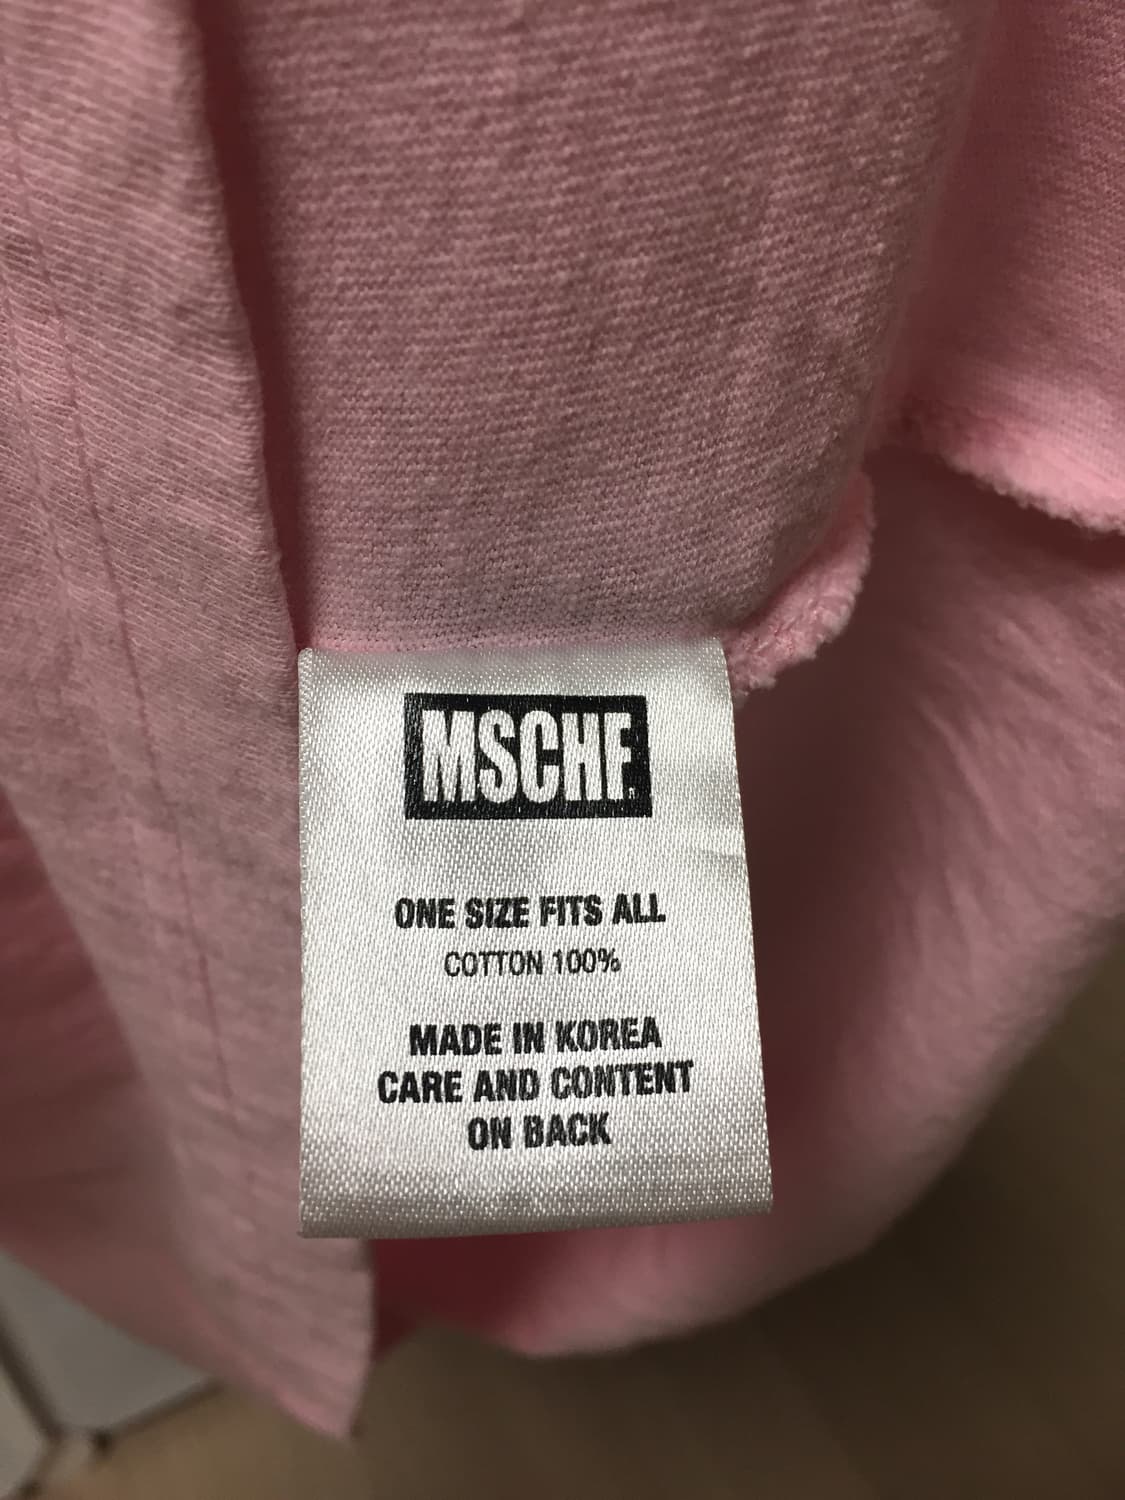 MSCHF.
ONE SIZE FITS ALL
COTTON 100%
MADE IN KOREA
CARE AND CONTENT
ON BACK